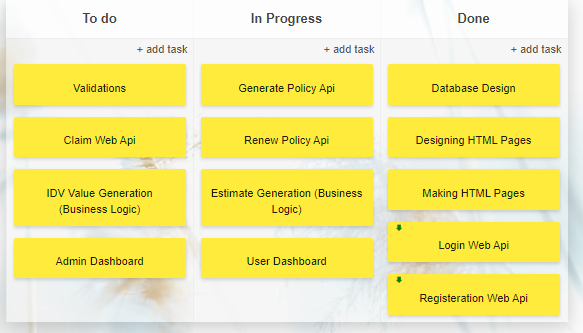 To do
In Progress
Done
+ add task
+ add task
+ add task
Validations
Generate Policy Api
Database Design
Claim Web Api
Renew Policy Api
Designing HTML Pages
IDV Value Generation
(Business Logic)
Estimate Generation (Business
Logic)
Making HTML Pages
Admin Dashboard
User Dashboard
Login Web Api
Registeration Web Api